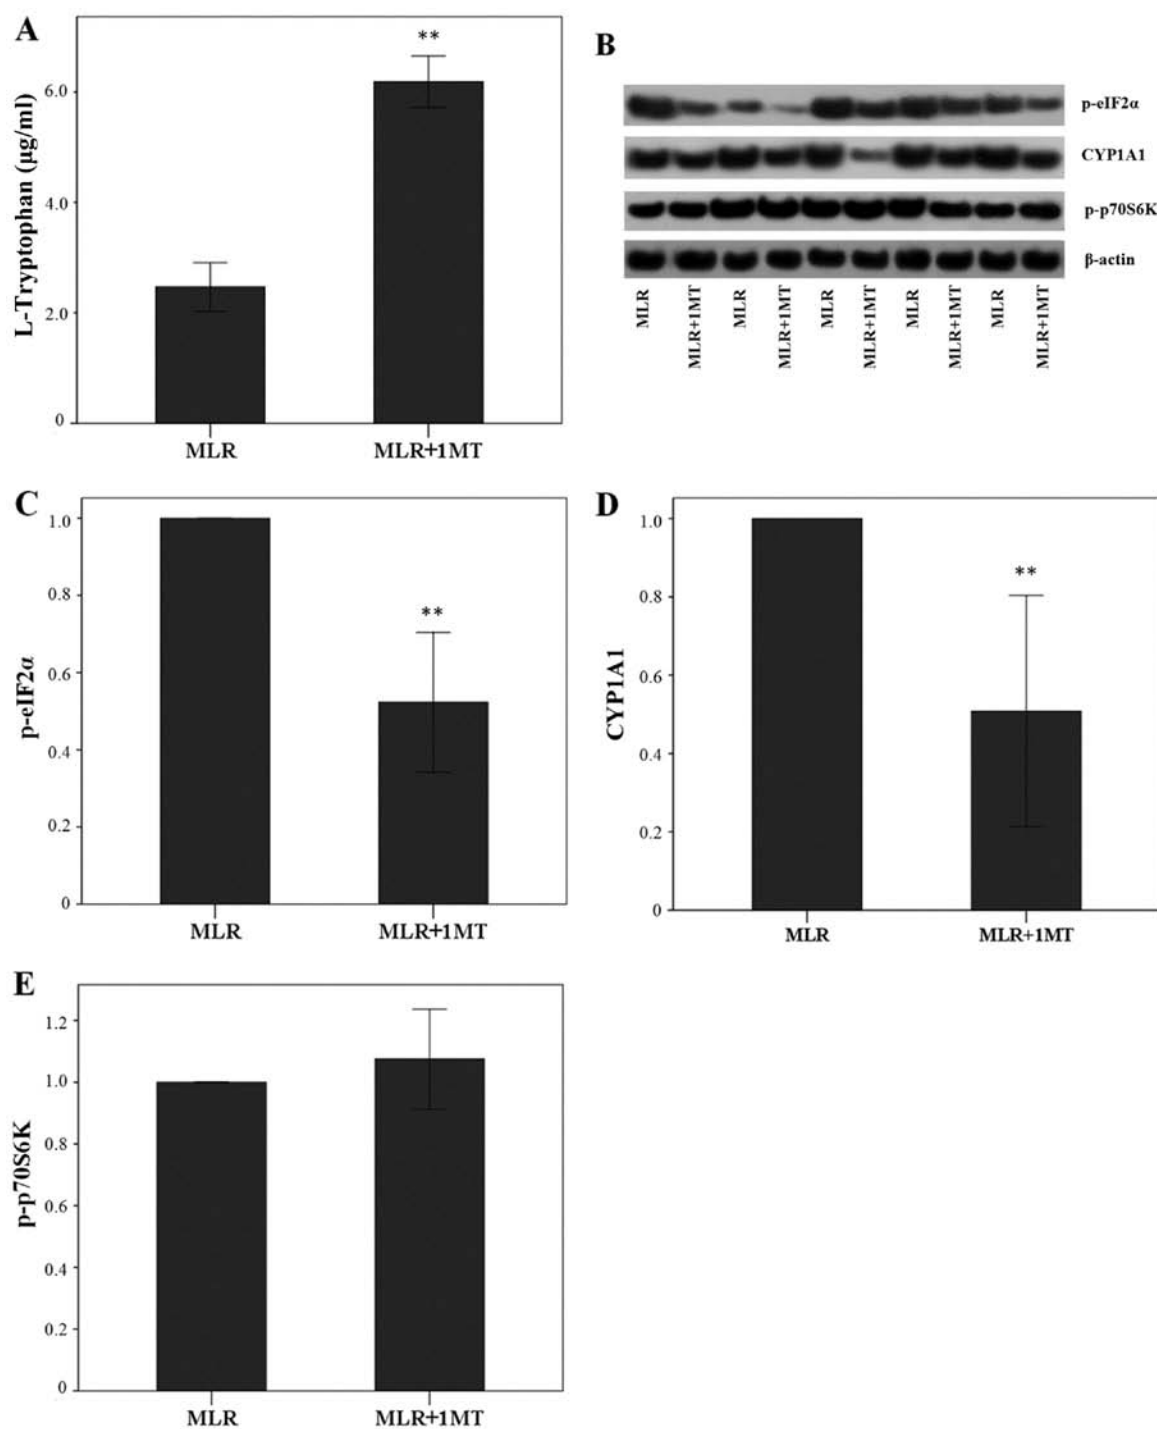 A
**
L-Tryptophan (μg/ml)
6.0
4.0
2.0
0
MLR
MLR+1MT
B
p-eIF2α
CYP1A1
p-p70S6K
β-actin
MLR
MLR+1MT
MLR
MLR+1MT
MLR
MLR+1MT
MLR
MLR+1MT
MLR
MLR+1MT
C
**
p-eIF2α
1.0
0.8
0.6
0.4
0.2
0
MLR
MLR+1MT
D
**
CYP1A1
1.0
0.8
0.6
0.4
0.2
0
MLR
MLR+1MT
E
p-p70S6K
1.2
1.0
0.8
0.6
0.4
0.2
0
MLR
MLR+1MT